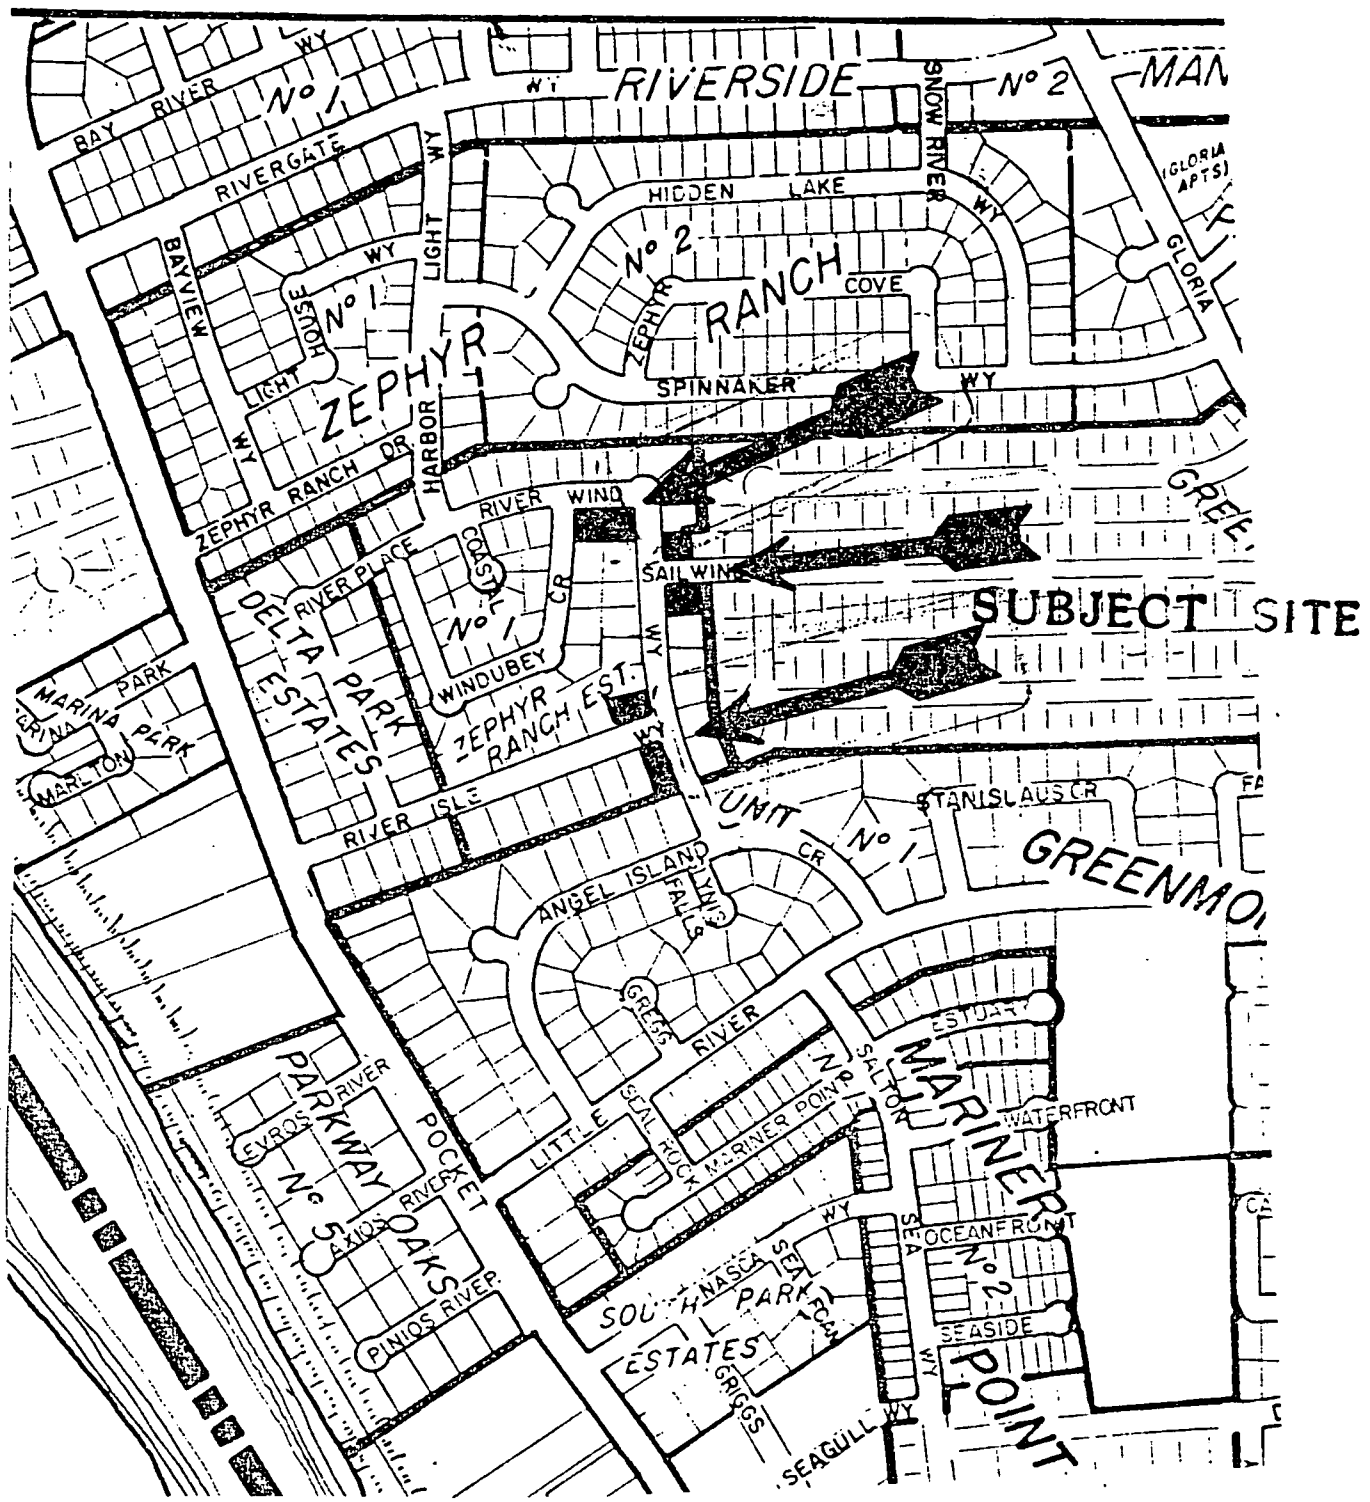 RIVERSIDE
Nº 2
MAN
WY
BAY RIVER WY
Nº 1
RIVERGATE
WY
SNOW RIVER
(GLORIA
APTS)
GLORIA
HIDDEN LAKE
WY
Nº 2
ZEPHYR
RANCH
COVE
LIGHT WY
BAYVIEW
WY
LIGHT
HOUSE
WY
Nº 1
ZEPHYR
SPINNAKER
WY
HARBOR
ZEPHYR RANCH DR
RIVER WIND
GREE
COASTAL
CR
SAILWIND
WY
RIVER PLACE
Nº 1
SUBJECT SITE
DELTA PARK
ESTATES
WINDUBEY
ZEPHYR
RANCH EST.
WY
PARK
MARINA PARK
MARLTON
RIVER ISLE
UNIT
Nº 1
STANISLAUS CR
FA
GREENMO
CR
ANGEL ISLAND
FALLS
GREGG
RIVER
LITTLE
ESTUARY
SALTON
MARINER
POINT
Nº 2
WATERFRONT
MARINER POINT
SEAL ROCK
PARKWAY
OAKS
Nº 5
RIVER
EVROS
POCKET
AXIOS RIVER
PINIOS RIVER
WY
SEA
OCEANFRONT
CA
NASCA
SEA
SOUTH PARK
ESTATES
SEASIDE
WY
GRIGGS
SEAGULL WY